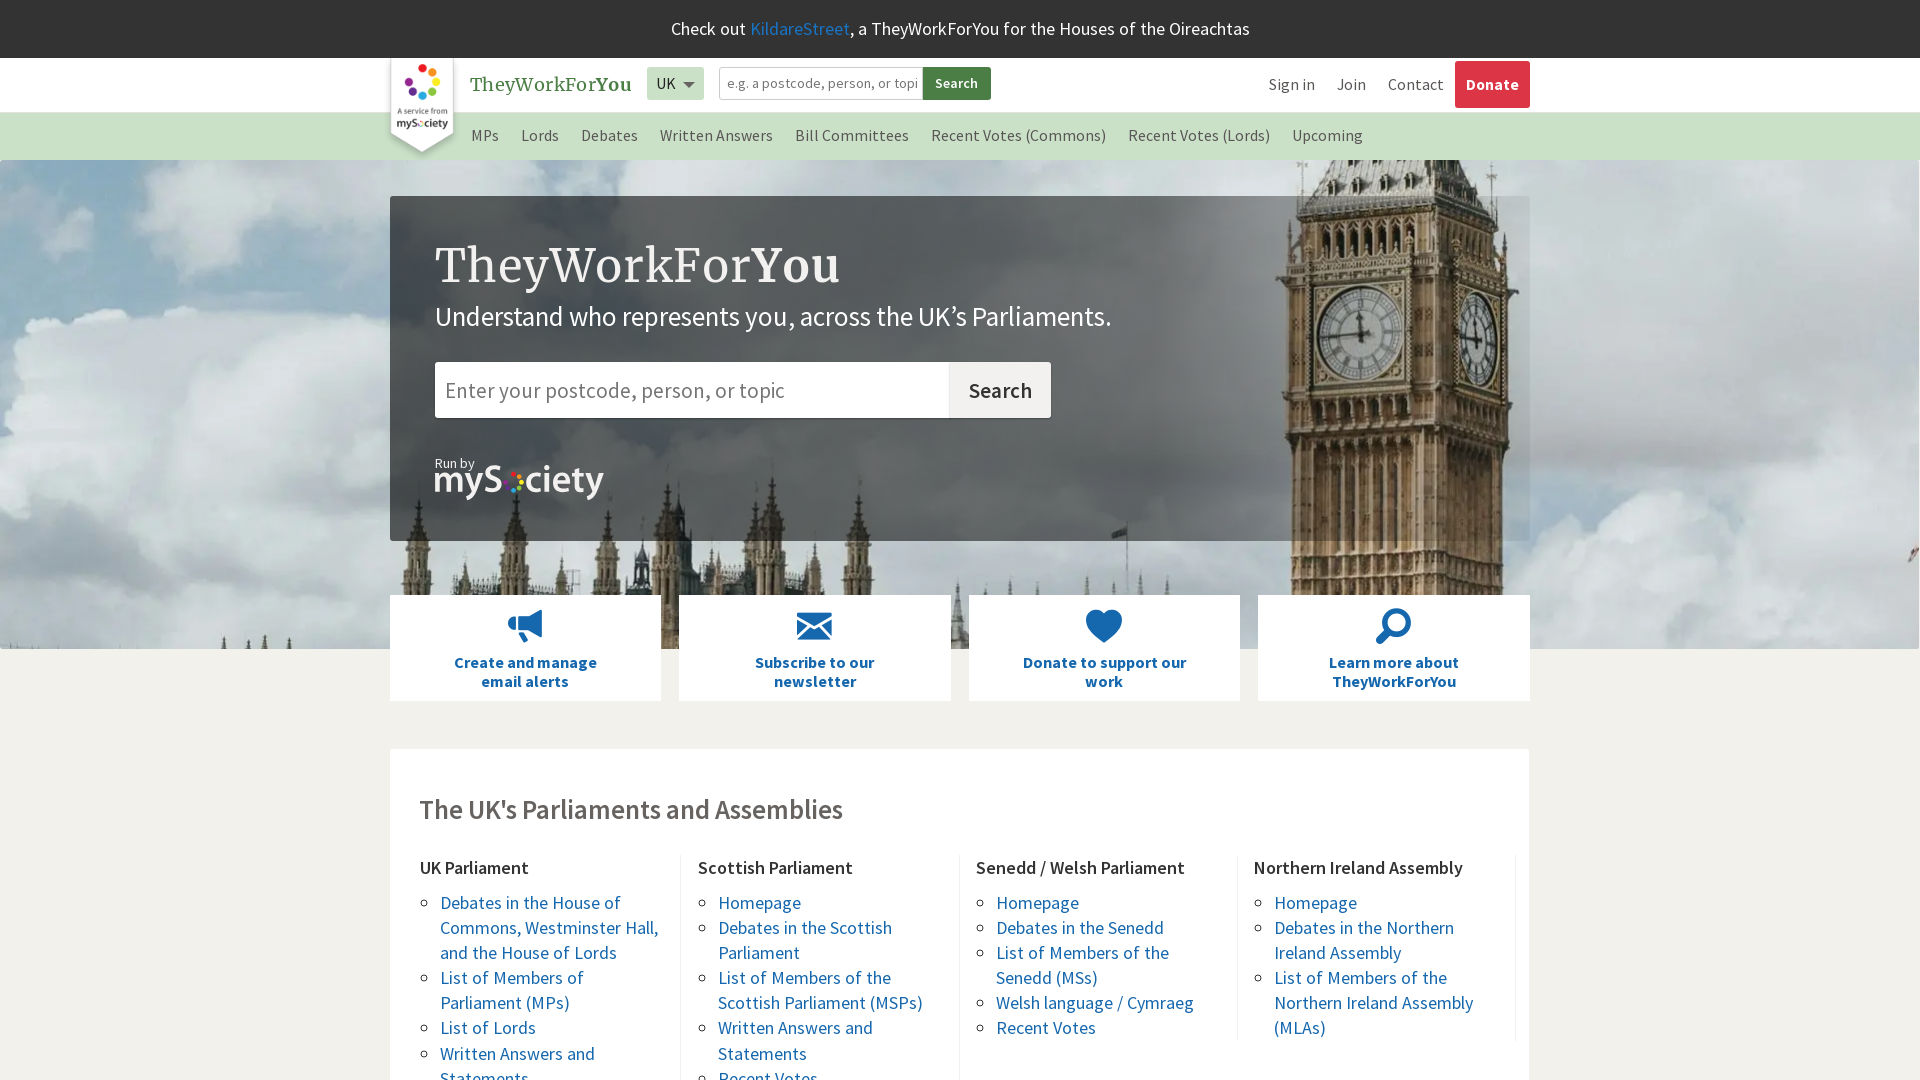 Check out KildareStreet, a TheyWorkForYou for the Houses of the Oireachtas
A service from
mySociety
TheyWorkForYou
UK
e.g. a postcode, person, or topi
Search
Sign in
Join
Contact
Donate
MPs
Lords
Debates
Written Answers
Bill Committees
Recent Votes (Commons)
Recent Votes (Lords)
Upcoming
TheyWorkForYou
Understand who represents you, across the UK’s Parliaments.
Enter your postcode, person, or topic
Search
Run by
mySociety
Create and manage
email alerts
Subscribe to our
newsletter
Donate to support our
work
Learn more about
TheyWorkForYou
The UK's Parliaments and Assemblies
UK Parliament
Debates in the House of
Commons, Westminster Hall,
and the House of Lords
List of Members of
Parliament (MPs)
List of Lords
Written Answers and
Statements
Scottish Parliament
Homepage
Debates in the Scottish
Parliament
List of Members of the
Scottish Parliament (MSPs)
Written Answers and
Statements
Recent Votes
Senedd / Welsh Parliament
Homepage
Debates in the Senedd
List of Members of the
Senedd (MSs)
Welsh language / Cymraeg
Recent Votes
Northern Ireland Assembly
Homepage
Debates in the Northern
Ireland Assembly
List of Members of the
Northern Ireland Assembly
(MLAs)